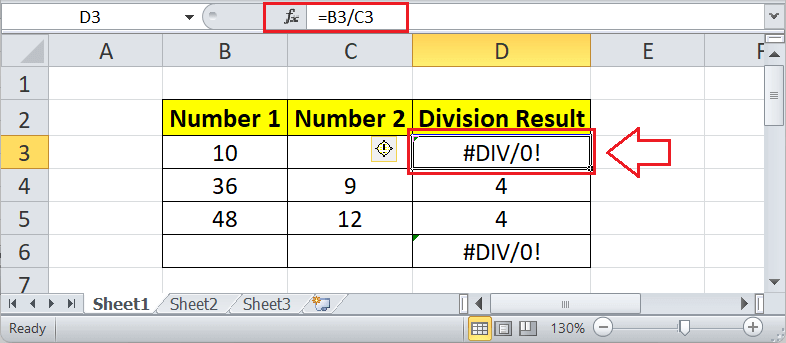 D3 fx =B3/C3
A B C D E F
1
2 Number 1 Number 2 Division Result
3 10 #DIV/0!
4 36 9 4
5 48 12 4
6 #DIV/0!
7
Sheet1 Sheet2 Sheet3
Ready 130%